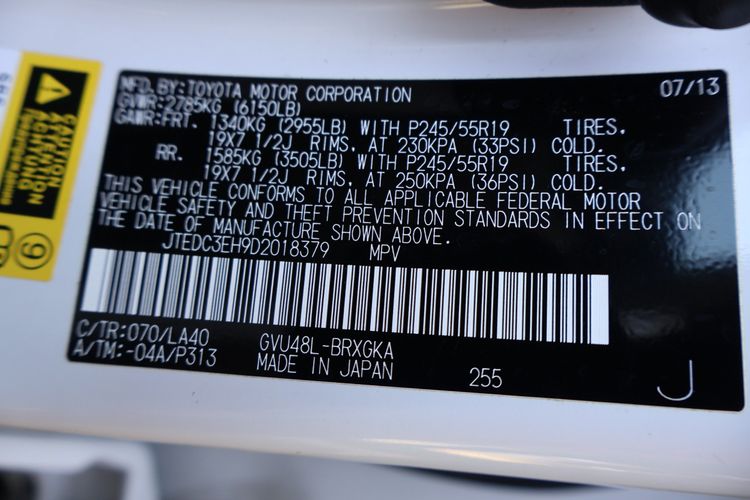 MFD.BY:TOYOTA MOTOR CORPORATION 07/13
GVWR:2785KG (6150LB)
GAWR:FRT. 1340KG (2955LB) WITH P245/55R19 TIRES,
19X7 1/2J RIMS, AT 230KPA (33PSI) COLD.
RR. 1585KG (3505LB) WITH P245/55R19 TIRES,
19X7 1/2J RIMS, AT 250KPA (36PSI) COLD.
THIS VEHICLE CONFORMS TO ALL APPLICABLE FEDERAL MOTOR
VEHICLE SAFETY AND THEFT PREVENTION STANDARDS IN EFFECT ON
THE DATE OF MANUFACTURE SHOWN ABOVE.
JTEDC3EH9D2018379 MPV
C/TR:070/LA40 GVU48L-BRXGKA
A/TM:-04A/P313 MADE IN JAPAN 255 J
CAUTION
ATTENTION
ACHTUNG
9